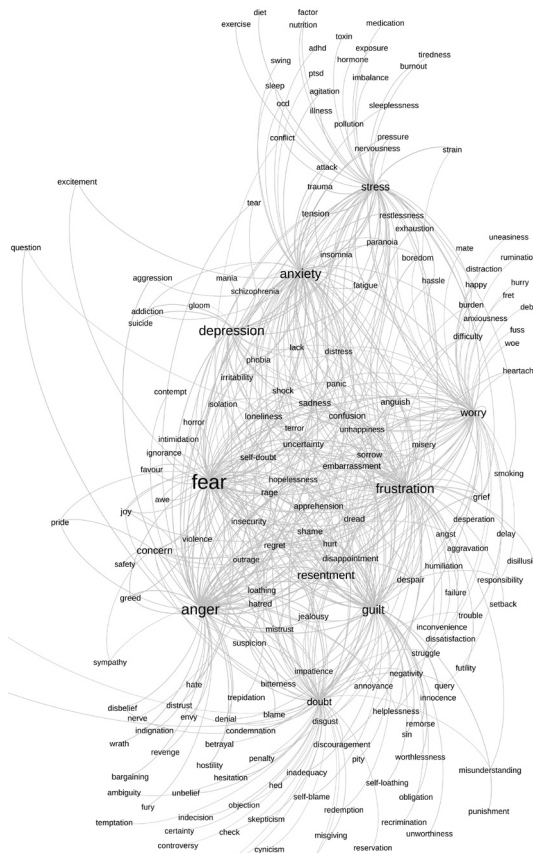 diet
factor
exercise
nutrition
medication
toxin
adhd
exposure
tiredness
swing
hormone
burnout
ptsd
imbalance
sleep
agitation
ocd
illness
sleeplessness
pollution
conflict
pressure
nervousness
strain
attack
excitement
trauma
stress
tear
tension
restlessness
exhaustion
question
paranoia
mate
uneasiness
insomnia
boredom
distraction
anxiety
aggression
mania
hassle
happy
hurry
schizophrenia
fatigue
fret
addiction
gloom
burden
suicide
anxiousness
depression
fuss
difficulty
woe
lack
distress
phobia
irritability
panic
contempt
shock
isolation
sadness
anguish
loneliness
confusion
worry
horror
terror
unhappiness
intimidation
uncertainty
misery
ignorance
self-doubt
sorrow
embarrassment
favour
fear
hopelessness
smoking
frustration
rage
awe
grief
joy
apprehension
pride
insecurity
dread
desperation
violence
shame
angst
delay
concern
regret
hurt
aggravation
safety
outrage
disappointment
humiliation
resentment
despair
responsibility
greed
loathing
failure
hatred
setback
anger
jealousy
guilt
trouble
mistrust
inconvenience
suspicion
dissatisfaction
struggle
sympathy
impatience
futility
negativity
hate
bitterness
annoyance
query
trepidation
innocence
disbelief
distrust
doubt
helplessness
nerve
envy
denial
blame
disgust
remorse
indignation
condemnation
sin
wrath
betrayal
discouragement
revenge
penalty
pity
worthlessness
hostility
misunderstanding
bargaining
hesitation
inadequacy
self-loathing
ambiguity
unbelief
hed
obligation
fury
objection
self-blame
redemption
punishment
temptation
indecision
skepticism
recrimination
certainty
check
misgiving
unworthiness
controversy
cynicism
reservation